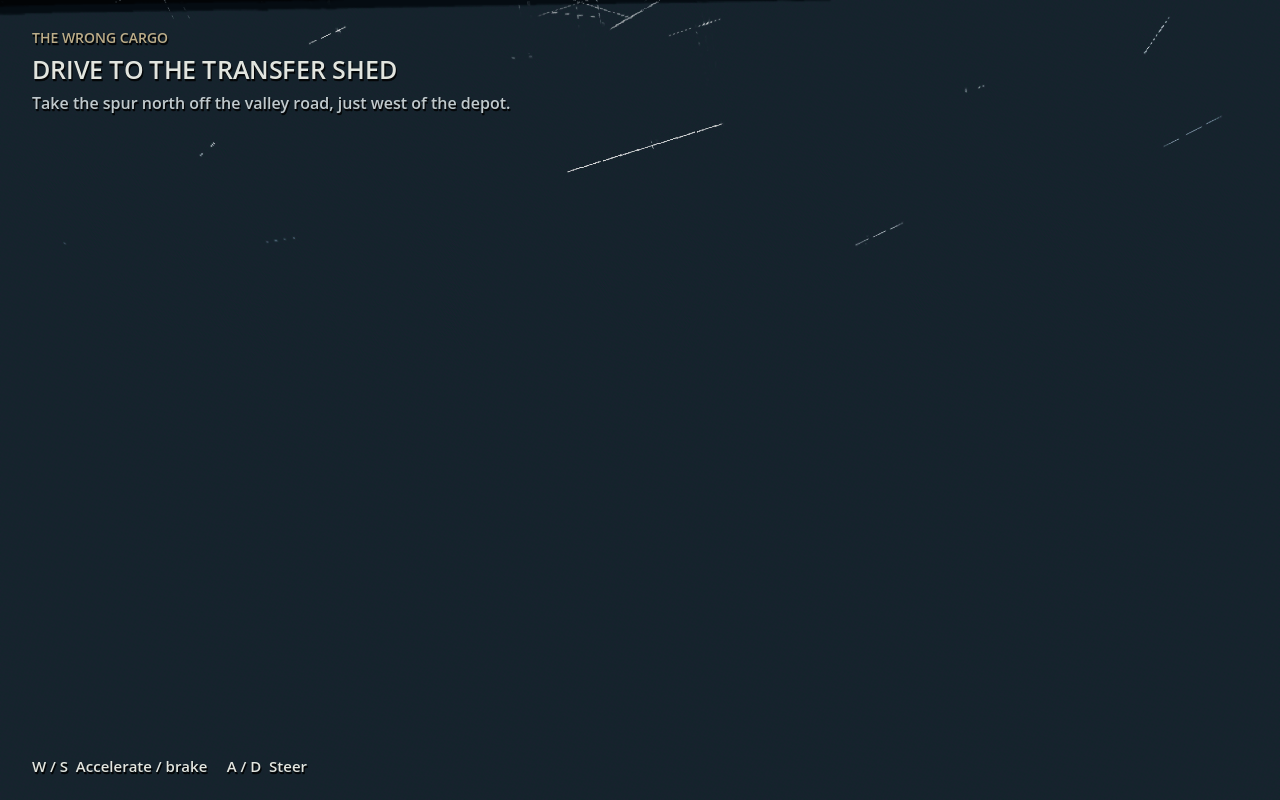 THE WRONG CARGO
DRIVE TO THE TRANSFER SHED
Take the spur north off the valley road, just west of the depot.
W / S Accelerate / brake A / D Steer